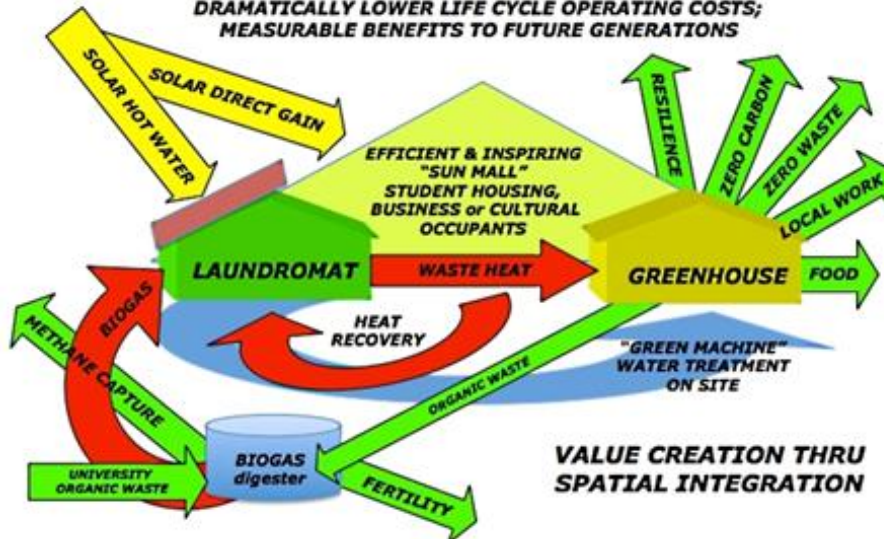 DRAMATICALLY LOWER LIFE CYCLE OPERATING COSTS;
MEASURABLE BENEFITS TO FUTURE GENERATIONS
SOLAR HOT WATER
SOLAR DIRECT GAIN
RESILIENCE
ZERO CARBON
ZERO WASTE
LOCAL WORK
EFFICIENT & INSPIRING
"SUN MALL"
STUDENT HOUSING,
BUSINESS or CULTURAL
OCCUPANTS
LAUNDROMAT
WASTE HEAT
GREENHOUSE
FOOD
BIOGAS
HEAT
RECOVERY
METHANE CAPTURE
ORGANIC WASTE
"GREEN MACHINE"
WATER TREATMENT
ON SITE
UNIVERSITY
ORGANIC WASTE
BIOGAS
digester
FERTILITY
VALUE CREATION THRU
SPATIAL INTEGRATION